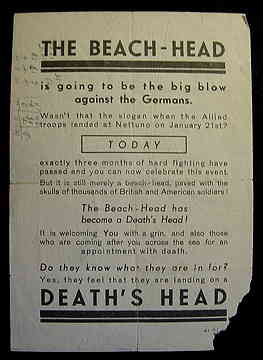 THE BEACH-HEAD
is going to be the big blow
against the Germans.
Wasn't that the slogan when the Allied
troops landed at Nettuno on January 21st?
TODAY
exactly three months of hard fighting have
passed and you can now celebrate this event.
But it is still merely a beach-head, paved with the
skulls of thousands of British and American soldiers!
The Beach-Head has
become a Death's Head!
It is welcoming You with a grin, and also those
who are coming after you across the sea for an
appointment with death.
Do they know what they are in for?
Yes, they feel that they are landing on a
DEATH'S HEAD